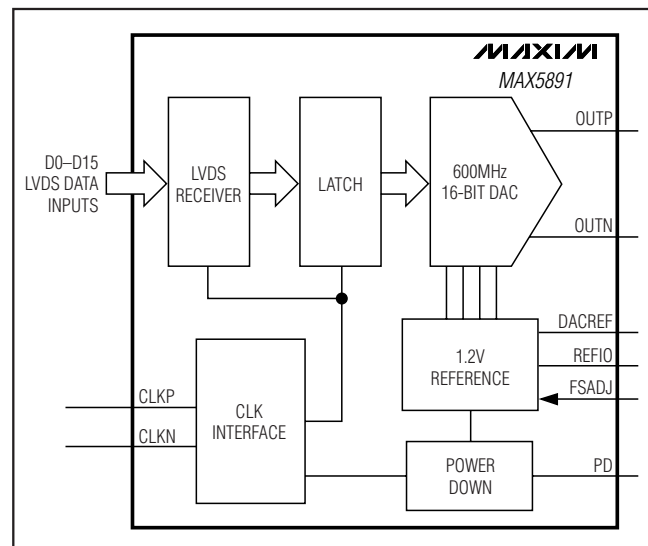 MAXIM
MAX5891
D0–D15
LVDS DATA
INPUTS
LVDS
RECEIVER
LATCH
600MHz
16-BIT DAC
OUTP
OUTN
DACREF
REFIO
FSADJ
1.2V
REFERENCE
CLKP
CLKN
CLK
INTERFACE
POWER
DOWN
PD